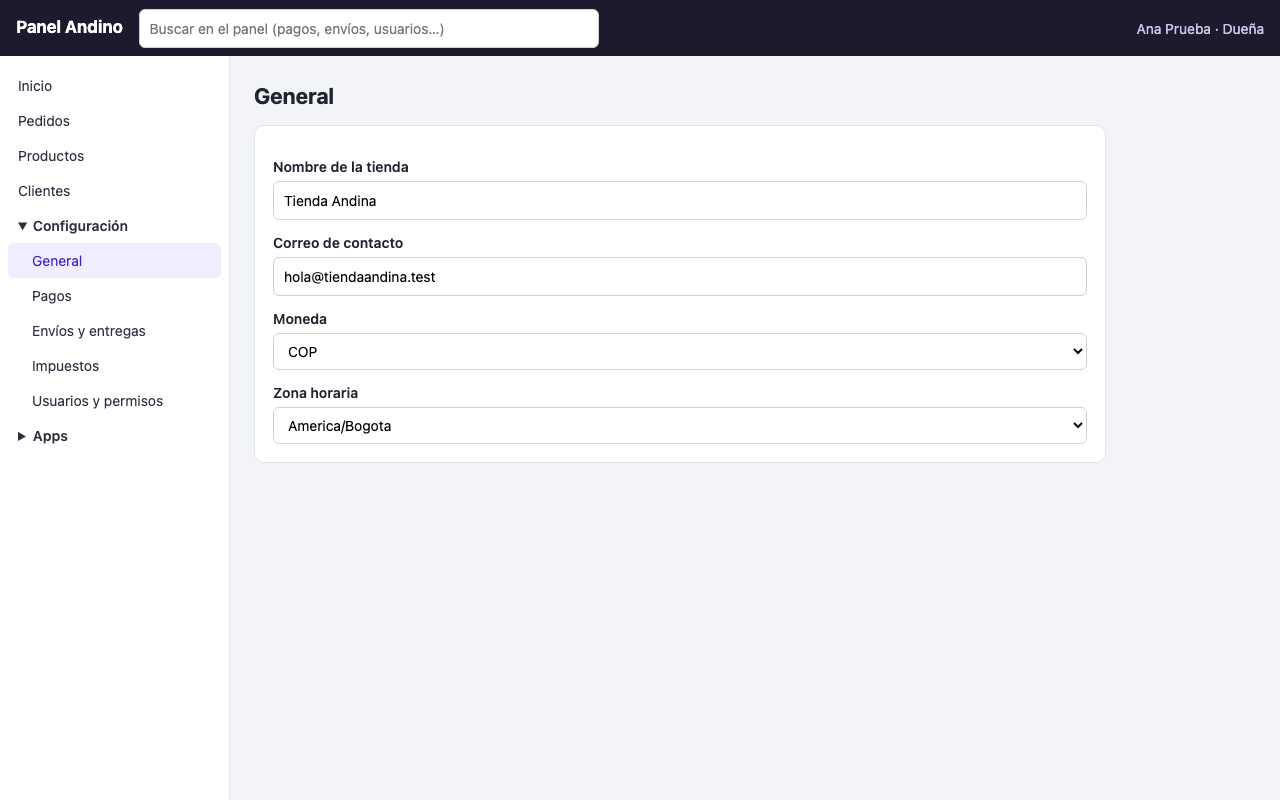 Panel Andino
Buscar en el panel (pagos, envíos, usuarios…)
Ana Prueba · Dueña
Inicio
Pedidos
Productos
Clientes
Configuración
General
Pagos
Envíos y entregas
Impuestos
Usuarios y permisos
Apps
General
Nombre de la tienda
Tienda Andina
Correo de contacto
hola@tiendaandina.test
Moneda
COP
Zona horaria
America/Bogota